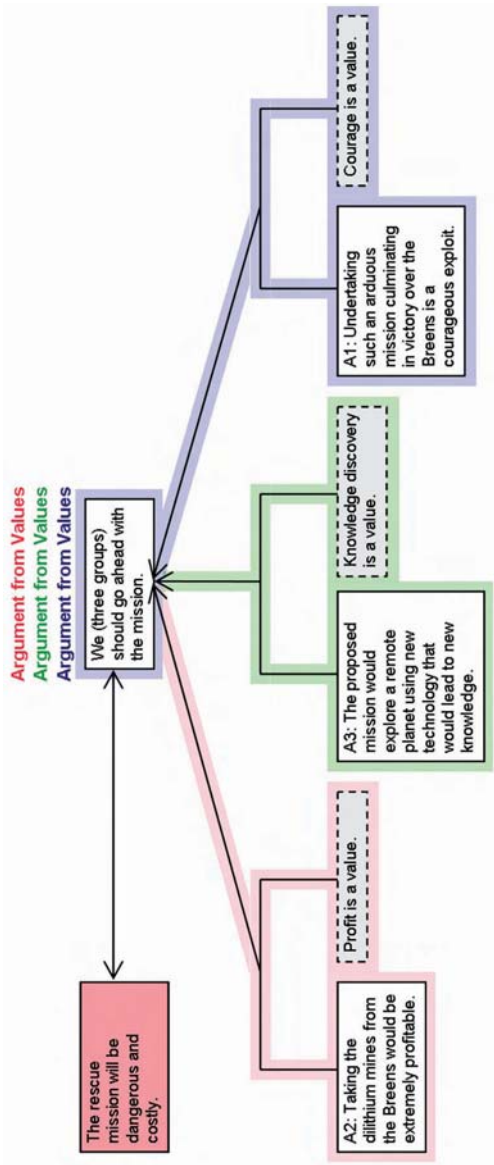 Argument from Values
Argument from Values
Argument from Values
The rescue
mission will be
dangerous and
costly.
We (three groups)
should go ahead with
the mission.
A2: Taking the
dilithium mines from
the Breens would be
extremely profitable.
Profit is a value.
A3: The proposed
mission would
explore a remote
planet using new
technology that
would lead to new
knowledge.
Knowledge discovery
is a value.
A1: Undertaking
such an arduous
mission culminating
in victory over the
Breens is a
courageous exploit.
Courage is a value.